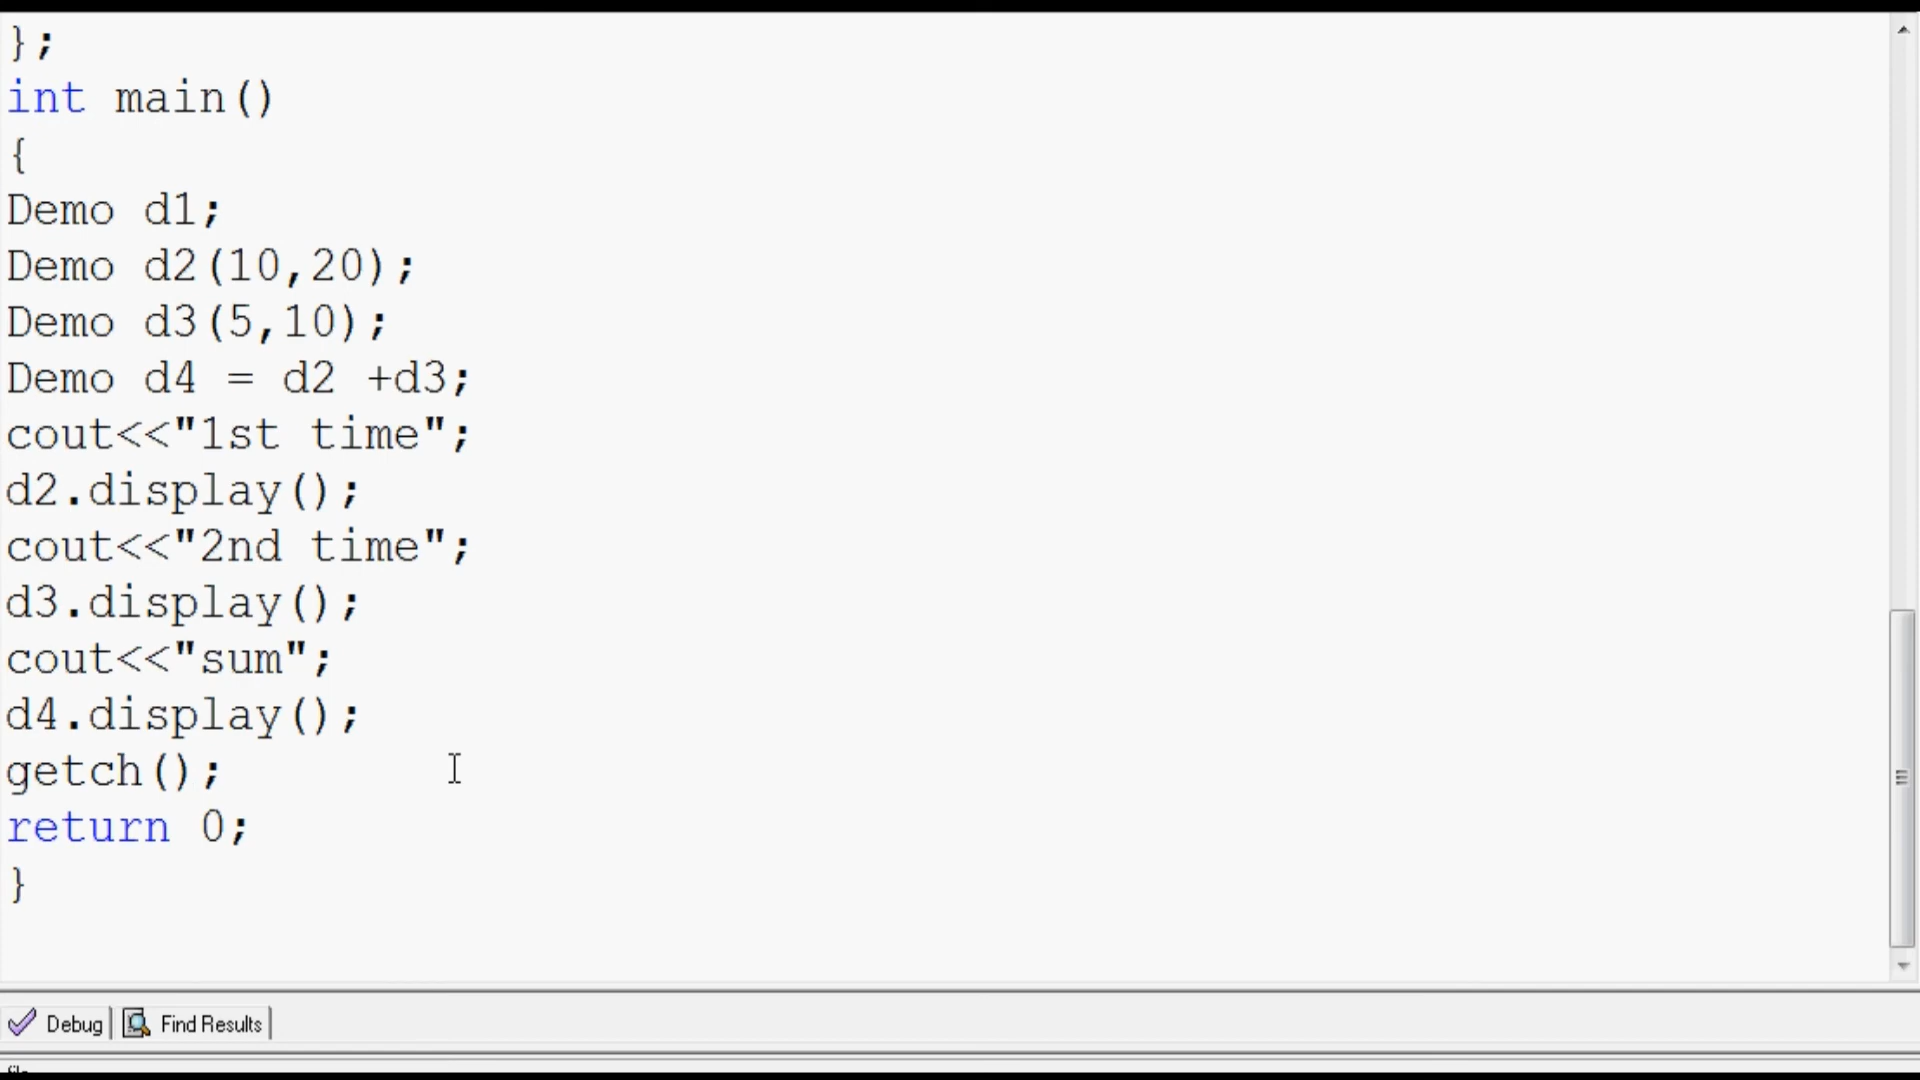 };
int main()
{
Demo d1;
Demo d2(10,20);
Demo d3(5,10);
Demo d4 = d2 +d3;
cout<<"1st time";
d2.display();
cout<<"2nd time";
d3.display();
cout<<"sum";
d4.display();
getch();
return 0;
}
Debug
Find Results